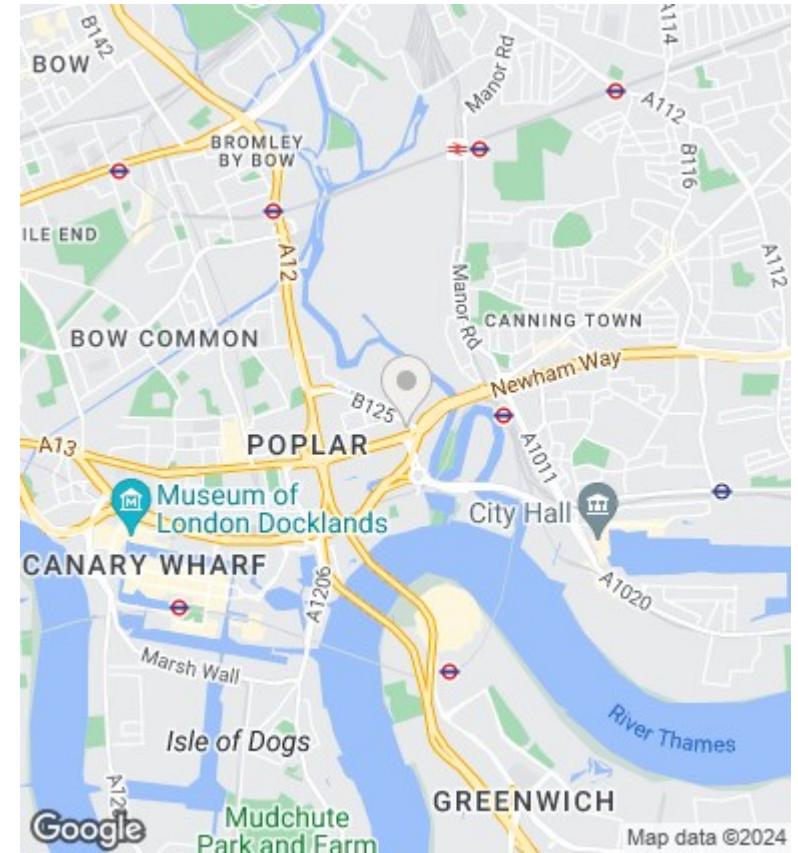 B142
A114
BOW
Manor Rd
A112
BROMLEY
BY BOW
B116
ILE END
A12
A112
Manor Rd
BOW COMMON
CANNING TOWN
Newham Way
B125
A13
POPLAR
A1011
Museum of
London Docklands
City Hall
CANARY WHARF
A1206
A1020
Marsh Wall
River Thames
Isle of Dogs
A12
GREENWICH
Mudchute
Park and Farm
Google
Map data ©2024